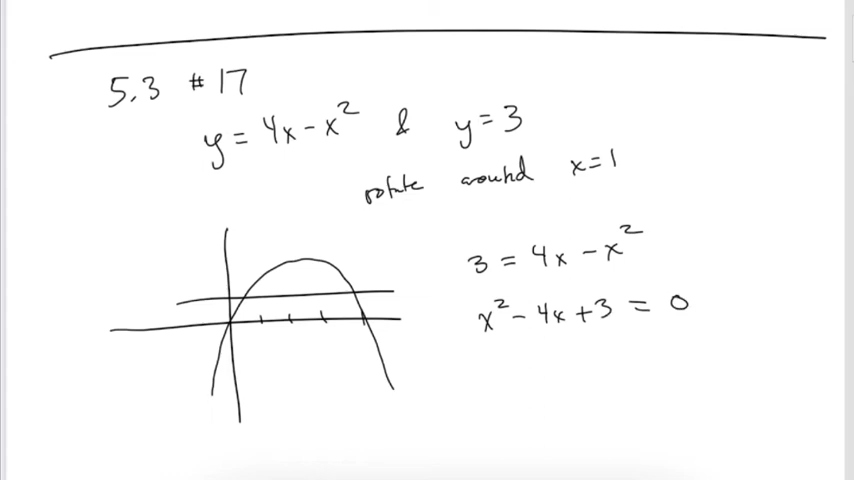 5.3 # 17
y = 4x - x² & y = 3
rotate around x = 1
3 = 4x - x²
x² - 4x + 3 = 0